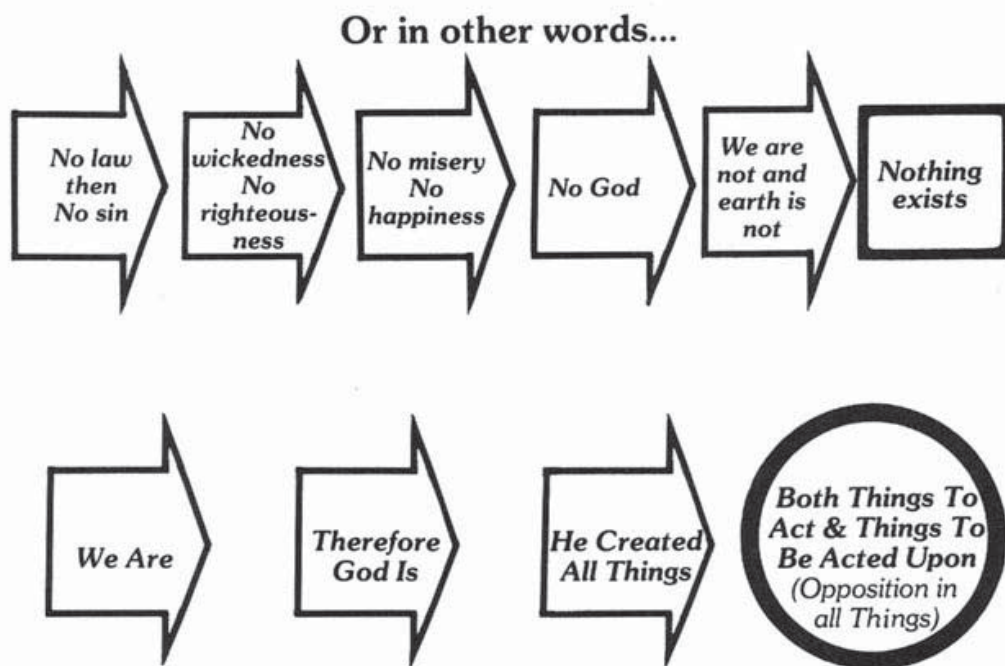 Or in other words...
No law
then
No sin
No
wickedness
No
righteous-
ness
No misery
No
happiness
No God
We are
not and
earth is
not
Nothing
exists
We Are
Therefore
God Is
He Created
All Things
Both Things To
Act & Things To
Be Acted Upon
(Opposition in
all Things)